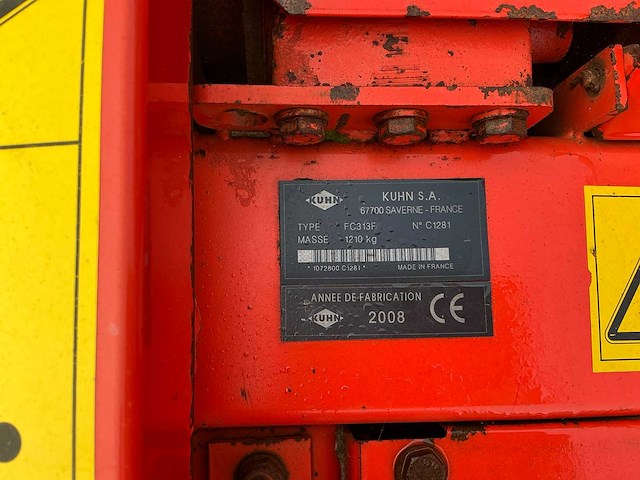 KUHN KUHN S.A.
67700 SAVERNE - FRANCE
TYPE FC313F N° C1281
MASSE 1210 kg
* 1072800 C1281 * MADE IN FRANCE
ANNEE DE FABRICATION CE
KUHN 2008